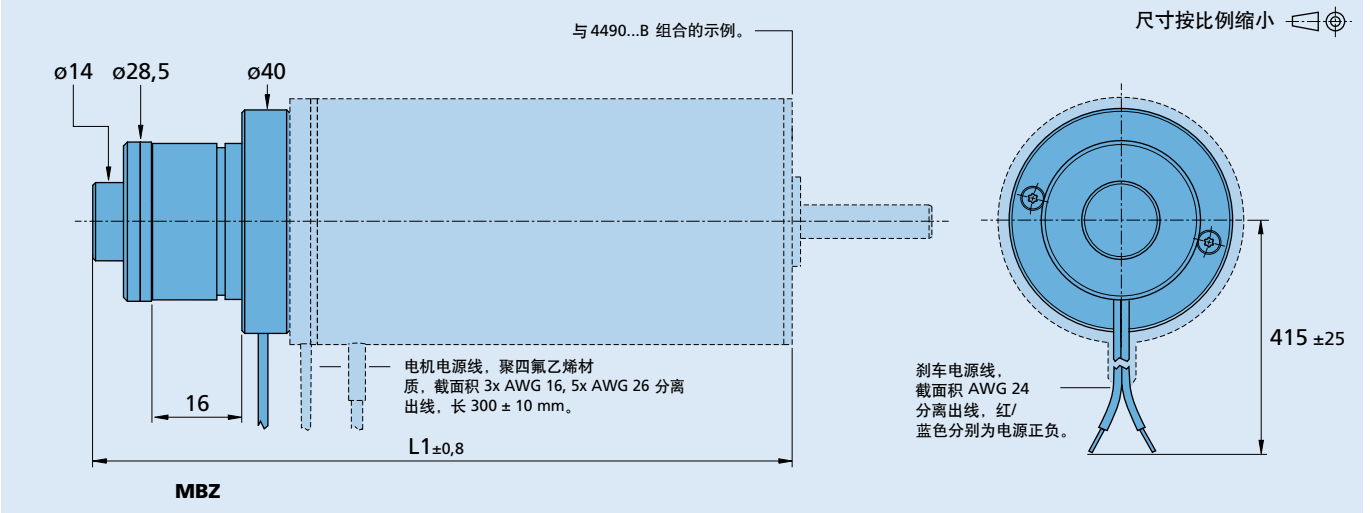 尺寸按比例缩小
与 4490...B 组合的示例。
ø14
ø28,5
ø40
电机电源线，聚四氟乙烯材
质，截面积 3x AWG 16, 5x AWG 26 分离
出线，长 300 ± 10 mm。
16
L1 ±0,8
415 ±25
刹车电源线，
截面积 AWG 24
分离出线，红/
蓝色分别为电源正负。
MBZ